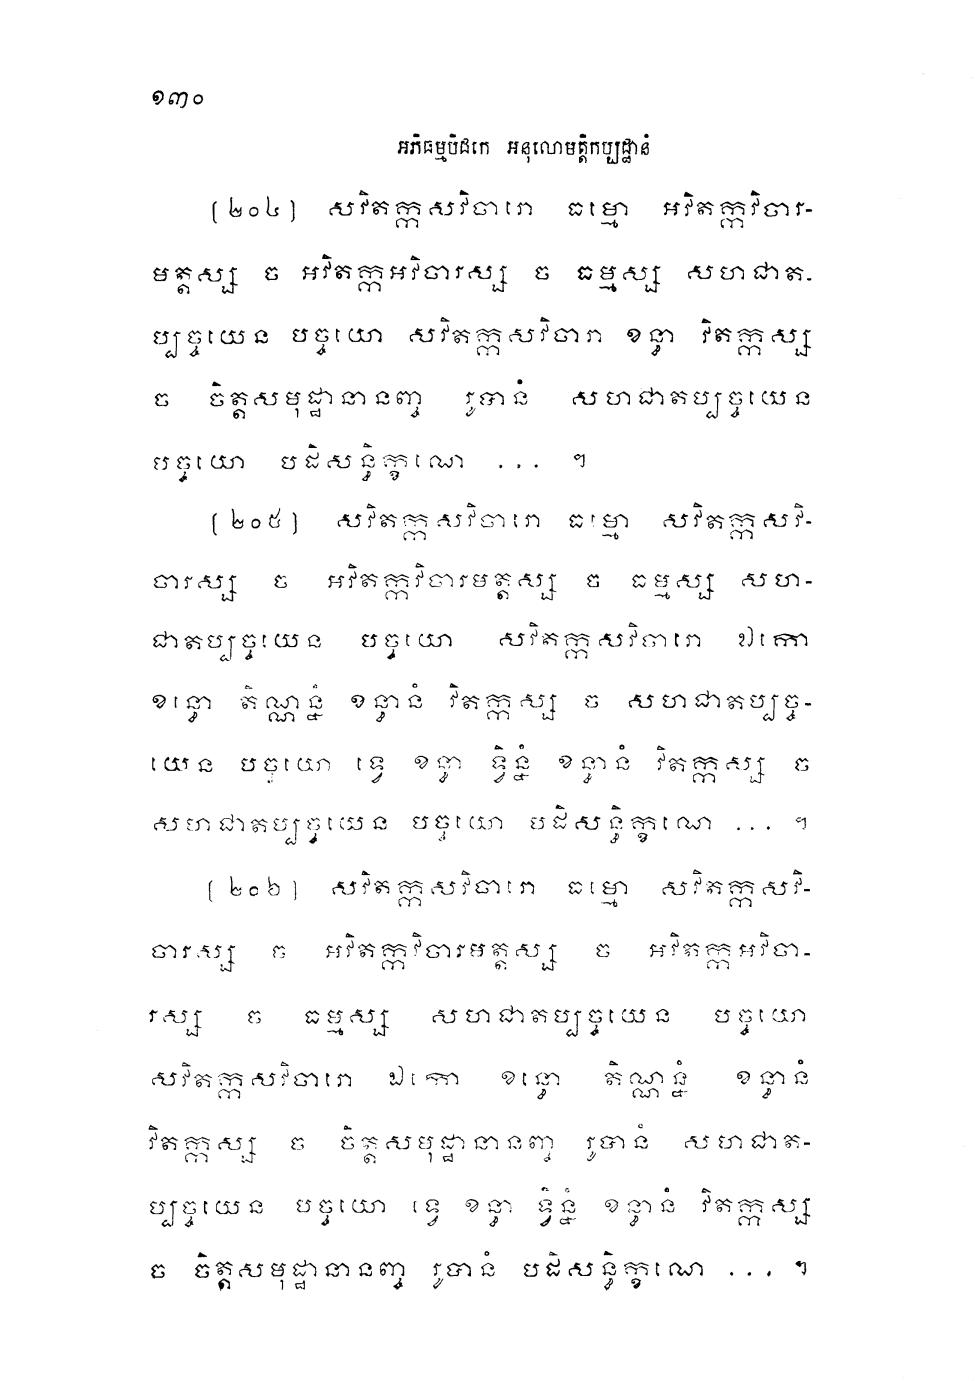 ១៣០
អភិធម្មបិដកេ អនុលោមត្តិកប្បដ្ឋានំ
(២០៤) សវិតក្កសវិចារោ ធម្មោ អវិតក្កវិចារ-
មត្តស្ស ច អវិតក្កអវិចារស្ស ច ធម្មស្ស សហជាត-
ប្បច្ចយេន បច្ចយោ សវិតក្កសវិចារា ខន្ធា វិតក្កស្ស
ច ចិត្តសមុដ្ឋានានញ្ច រូបានំ សហជាតប្បច្ចយេន
បច្ចយោ បដិសន្ធិក្ខណេ ... ។
(២០៥) សវិតក្កសវិចារោ ធម្មោ សវិតក្កសវិ-
ចារស្ស ច អវិតក្កវិចារមត្តស្ស ច ធម្មស្ស សហ-
ជាតប្បច្ចយេន បច្ចយោ សវិតក្កសវិចារោ ឯកោ
ខន្ធោ តិណ្ណន្នំ ខន្ធានំ វិតក្កស្ស ច សហជាតប្បច្ច-
យេន បច្ចយោ ទ្វេ ខន្ធា ទ្វិន្នំ ខន្ធានំ វិតក្កស្ស ច
សហជាតប្បច្ចយេន បច្ចយោ បដិសន្ធិក្ខណេ ... ។
(២០៦) សវិតក្កសវិចារោ ធម្មោ សវិតក្កសវិ-
ចារស្ស ច អវិតក្កវិចារមត្តស្ស ច អវិតក្កអវិចា-
រស្ស ច ធម្មស្ស សហជាតប្បច្ចយេន បច្ចយោ
សវិតក្កសវិចារោ ឯកោ ខន្ធោ តិណ្ណន្នំ ខន្ធានំ
វិតក្កស្ស ច ចិត្តសមុដ្ឋានានញ្ច រូបានំ សហជាត-
ប្បច្ចយេន បច្ចយោ ទ្វេ ខន្ធា ទ្វិន្នំ ខន្ធានំ វិតក្កស្ស
ច ចិត្តសមុដ្ឋានានញ្ច រូបានំ បដិសន្ធិក្ខណេ ... ។